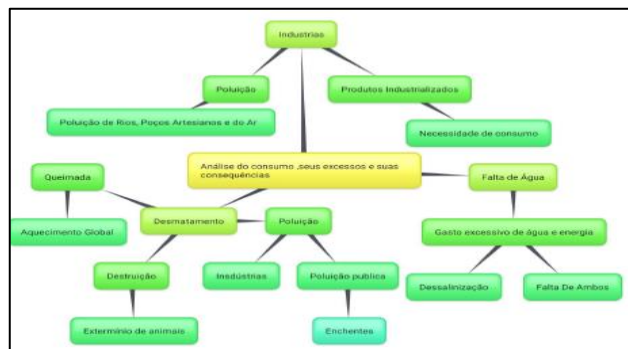 Industrias
Poluição
Produtos Industrializados
Poluição de Rios, Poços Artesianos e do Ar
Necessidade de consumo
Análise do consumo ,seus excessos e suas
consequências
Queimada
Falta de Água
Aquecimento Global
Desmatamento
Poluição
Gasto excessivo de água e energia
Destruição
Insdústrias
Poluição publica
Dessalinização
Falta De Ambos
Extermínio de animais
Enchentes